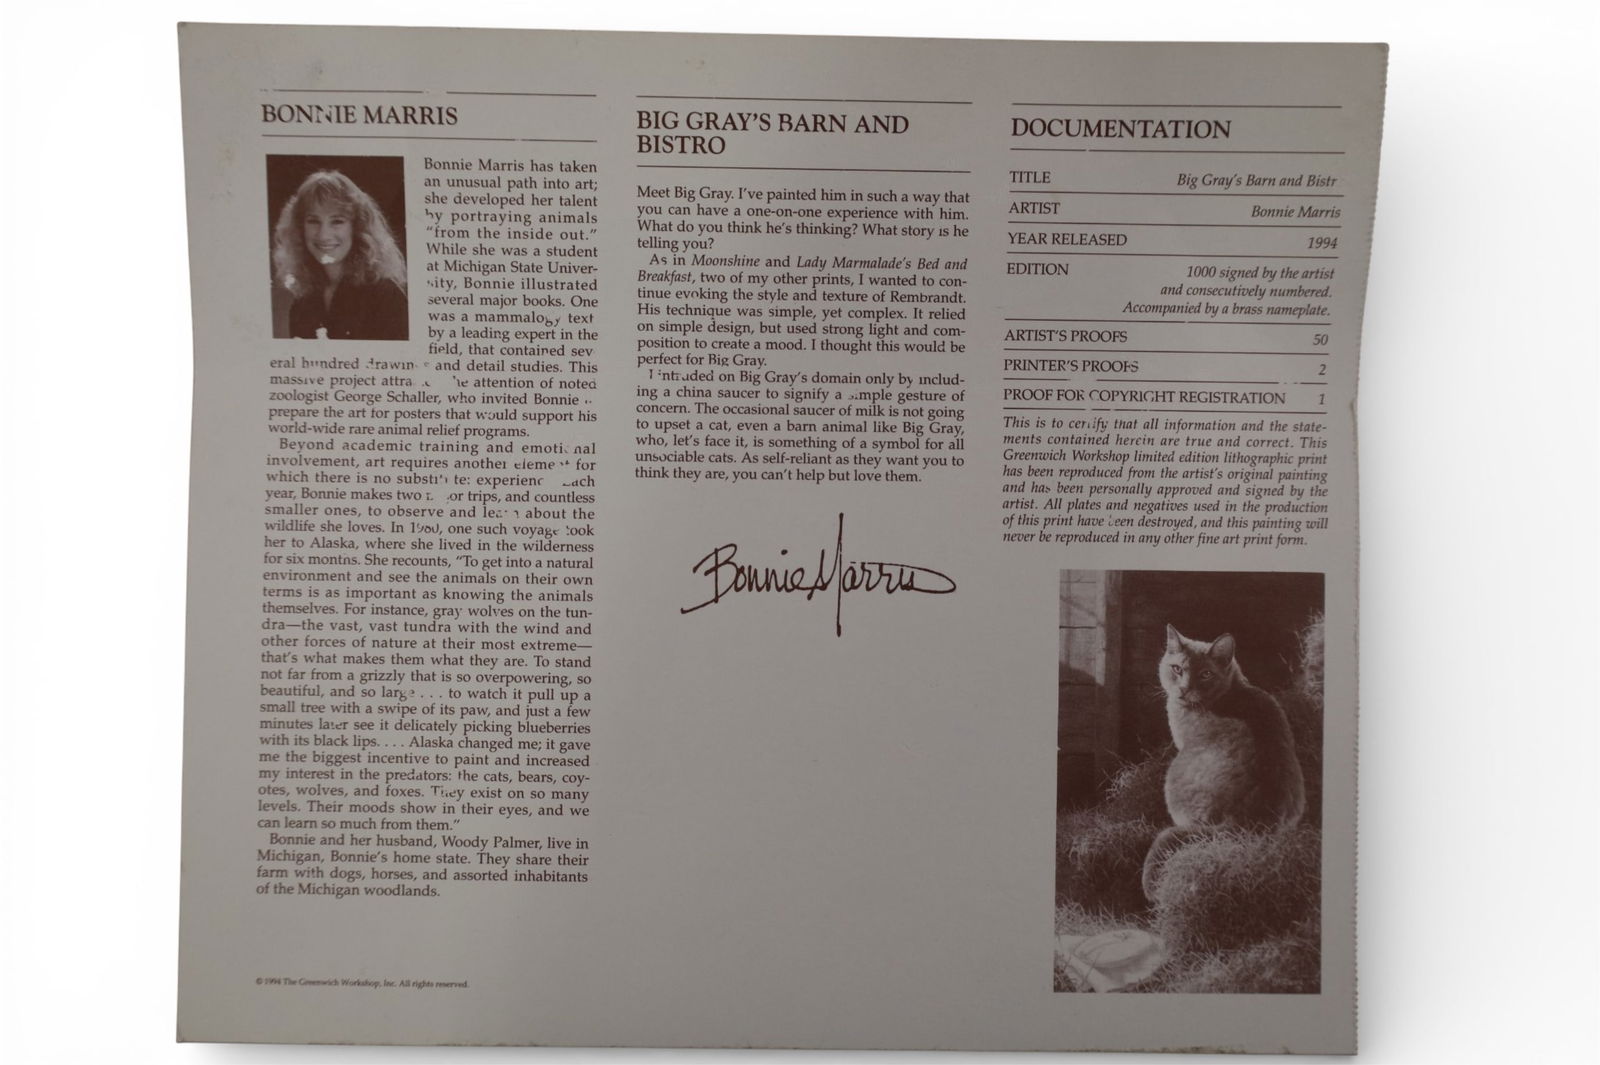 BONNIE MARRIS
Bonnie Marris has taken
an unusual path into art;
she developed her talent
by portraying animals
“from the inside out.”
While she was a student
at Michigan State Univer-
sity, Bonnie illustrated
several major books. One
was a mammalogy text
by a leading expert in the
field, that contained sev
eral hundred drawin and detail studies. This
massive project attra he attention of noted
zoologist George Schaller, who invited Bonnie
prepare the art for posters that would support his
world-wide rare animal relief programs.
Beyond academic training and emotional
involvement, art requires another element for
which there is no substitute: experience. Each
year, Bonnie makes two or trips, and countless
smaller ones, to observe and learn about the
wildlife she loves. In 1980, one such voyage took
her to Alaska, where she lived in the wilderness
for six months. She recounts, “To get into a natural
environment and see the animals on their own
terms is as important as knowing the animals
themselves. For instance, gray wolves on the tun-
dra—the vast, vast tundra with the wind and
other forces of nature at their most extreme—
that’s what makes them what they are. To stand
not far from a grizzly that is so overpowering, so
beautiful, and so large . . . to watch it pull up a
small tree with a swipe of its paw, and just a few
minutes later see it delicately picking blueberries
with its black lips. . . . Alaska changed me; it gave
me the biggest incentive to paint and increased
my interest in the predators: the cats, bears, coy-
otes, wolves, and foxes. They exist on so many
levels. Their moods show in their eyes, and we
can learn so much from them.”
Bonnie and her husband, Woody Palmer, live in
Michigan, Bonnie’s home state. They share their
farm with dogs, horses, and assorted inhabitants
of the Michigan woodlands.
© 1994 The Greenwich Workshop, Inc. All rights reserved.
BIG GRAY’S BARN AND
BISTRO
Meet Big Gray. I’ve painted him in such a way that
you can have a one-on-one experience with him.
What do you think he’s thinking? What story is he
telling you?
As in Moonshine and Lady Marmalade’s Bed and
Breakfast, two of my other prints, I wanted to con-
tinue evoking the style and texture of Rembrandt.
His technique was simple, yet complex. It relied
on simple design, but used strong light and com-
position to create a mood. I thought this would be
perfect for Big Gray.
I intruded on Big Gray’s domain only by includ-
ing a china saucer to signify a simple gesture of
concern. The occasional saucer of milk is not going
to upset a cat, even a barn animal like Big Gray,
who, let’s face it, is something of a symbol for all
unsociable cats. As self-reliant as they want you to
think they are, you can’t help but love them.
Bonnie Marris
DOCUMENTATION
TITLE Big Gray’s Barn and Bistr
ARTIST Bonnie Marris
YEAR RELEASED 1994
EDITION 1000 signed by the artist
and consecutively numbered.
Accompanied by a brass nameplate.
ARTIST’S PROOFS 50
PRINTER’S PROOFS 2
PROOF FOR COPYRIGHT REGISTRATION 1
This is to certify that all information and the state-
ments contained herein are true and correct. This
Greenwich Workshop limited edition lithographic print
has been reproduced from the artist’s original painting
and has been personally approved and signed by the
artist. All plates and negatives used in the production
of this print have been destroyed, and this painting will
never be reproduced in any other fine art print form.